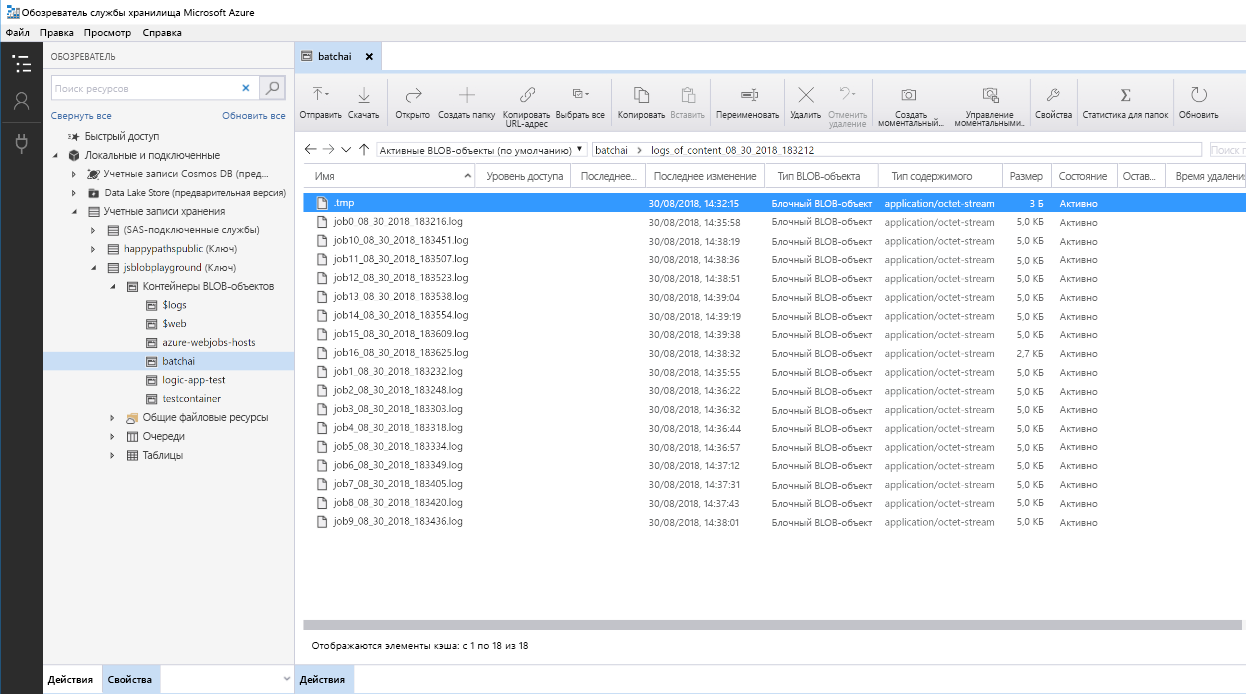 Обозреватель службы хранилища Microsoft Azure
Файл Правка Просмотр Справка
ОБОЗРЕВАТЕЛЬ
Поиск ресурсов
Свернуть все Обновить все
Быстрый доступ
Локальные и подключенные
Учетные записи Cosmos DB (пред...
Data Lake Store (предварительная версия)
Учетные записи хранения
(SAS-подключенные службы)
happypathspublic (Ключ)
jsblobplayground (Ключ)
Контейнеры BLOB-объектов
$logs
$web
azure-webjobs-hosts
batchai
logic-app-test
testcontainer
Общие файловые ресурсы
Очереди
Таблицы
Действия Свойства
batchai
Отправить Скачать Открыто Создать папку Копировать URL-адрес Выбрать все Копировать Вставить Переименовать Удалить Отменить удаление Создать моментальный... Управление моментальными... Свойства Статистика для папок Обновить
Активные BLOB-объекты (по умолчанию) batchai logs_of_content_08_30_2018_183212 Поиск
Имя Уровень доступа Последнее... Последнее изменение Тип BLOB-объекта Тип содержимого Размер Состояние Остав... Время удалени
.tmp 30/08/2018, 14:32:15 Блочный BLOB-объект application/octet-stream 3 Б Активно
job0_08_30_2018_183216.log 30/08/2018, 14:35:58 Блочный BLOB-объект application/octet-stream 5,0 КБ Активно
job10_08_30_2018_183451.log 30/08/2018, 14:38:19 Блочный BLOB-объект application/octet-stream 5,0 КБ Активно
job11_08_30_2018_183507.log 30/08/2018, 14:38:36 Блочный BLOB-объект application/octet-stream 5,0 КБ Активно
job12_08_30_2018_183523.log 30/08/2018, 14:38:51 Блочный BLOB-объект application/octet-stream 5,0 КБ Активно
job13_08_30_2018_183538.log 30/08/2018, 14:39:04 Блочный BLOB-объект application/octet-stream 5,0 КБ Активно
job14_08_30_2018_183554.log 30/08/2018, 14:39:19 Блочный BLOB-объект application/octet-stream 5,0 КБ Активно
job15_08_30_2018_183609.log 30/08/2018, 14:39:38 Блочный BLOB-объект application/octet-stream 5,0 КБ Активно
job16_08_30_2018_183625.log 30/08/2018, 14:38:32 Блочный BLOB-объект application/octet-stream 2,7 КБ Активно
job1_08_30_2018_183232.log 30/08/2018, 14:35:55 Блочный BLOB-объект application/octet-stream 5,0 КБ Активно
job2_08_30_2018_183248.log 30/08/2018, 14:36:22 Блочный BLOB-объект application/octet-stream 5,0 КБ Активно
job3_08_30_2018_183303.log 30/08/2018, 14:36:32 Блочный BLOB-объект application/octet-stream 5,0 КБ Активно
job4_08_30_2018_183318.log 30/08/2018, 14:36:44 Блочный BLOB-объект application/octet-stream 5,0 КБ Активно
job5_08_30_2018_183334.log 30/08/2018, 14:36:57 Блочный BLOB-объект application/octet-stream 5,0 КБ Активно
job6_08_30_2018_183349.log 30/08/2018, 14:37:12 Блочный BLOB-объект application/octet-stream 5,0 КБ Активно
job7_08_30_2018_183405.log 30/08/2018, 14:37:31 Блочный BLOB-объект application/octet-stream 5,0 КБ Активно
job8_08_30_2018_183420.log 30/08/2018, 14:37:43 Блочный BLOB-объект application/octet-stream 5,0 КБ Активно
job9_08_30_2018_183436.log 30/08/2018, 14:38:01 Блочный BLOB-объект application/octet-stream 5,0 КБ Активно
Отображаются элементы кэша: с 1 по 18 из 18
Действия